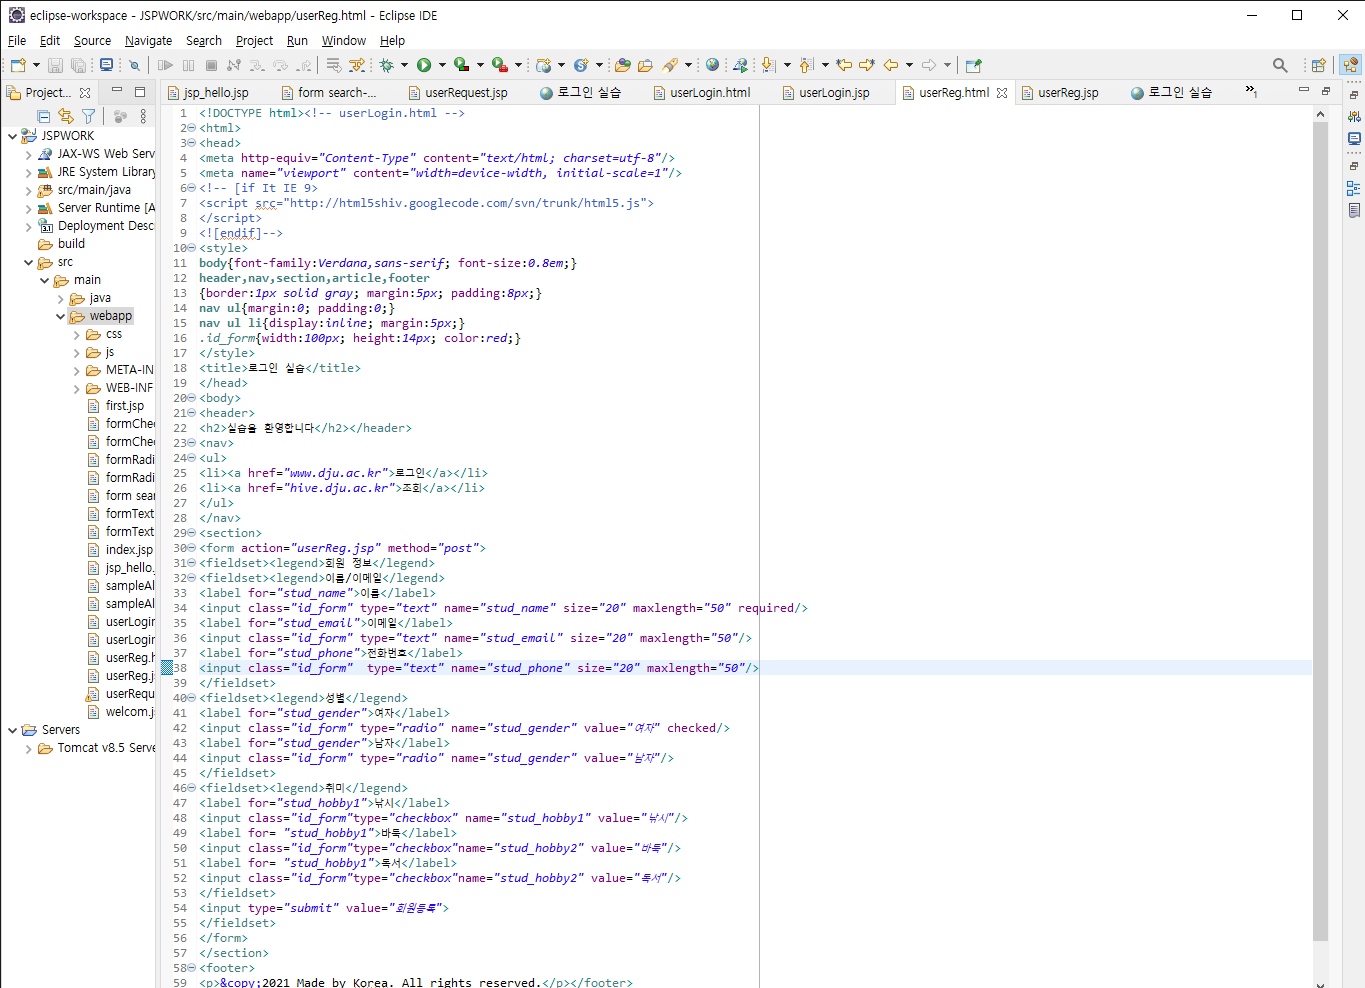 eclipse-workspace - JSPWORK/src/main/webapp/userReg.html - Eclipse IDE
File Edit Source Navigate Search Project Run Window Help
Project...
jsp_hello.jsp form search-... userRequest.jsp 로그인 실습 userLogin.html userLogin.jsp userReg.html userReg.jsp 로그인 실습 »1
JSPWORK
JAX-WS Web Serv
JRE System Library
src/main/java
Server Runtime [A
Deployment Desc
build
src
main
java
webapp
css
js
META-IN
WEB-INF
first.jsp
formChe
formChe
formRadi
formRadi
form sear
formText
formText
index.jsp
jsp_hello.
sampleAl
sampleAl
userLogin
userLogin
userReg.h
userReg.j
userRequ
welcom.j
Servers
Tomcat v8.5 Serve
1 <!DOCTYPE html><!-- userLogin.html -->
2 <html>
3 <head>
4 <meta http-equiv="Content-Type" content="text/html; charset=utf-8"/>
5 <meta name="viewport" content="width=device-width, initial-scale=1"/>
6 <!-- [if It IE 9>
7 <script src="http://html5shiv.googlecode.com/svn/trunk/html5.js">
8 </script>
9 <![endif]-->
10 <style>
11 body{font-family:Verdana,sans-serif; font-size:0.8em;}
12 header,nav,section,article,footer
13 {border:1px solid gray; margin:5px; padding:8px;}
14 nav ul{margin:0; padding:0;}
15 nav ul li{display:inline; margin:5px;}
16 .id_form{width:100px; height:14px; color:red;}
17 </style>
18 <title>로그인 실습</title>
19 </head>
20 <body>
21 <header>
22 <h2>실습을 환영합니다</h2></header>
23 <nav>
24 <ul>
25 <li><a href="www.dju.ac.kr">로그인</a></li>
26 <li><a href="hive.dju.ac.kr">조회</a></li>
27 </ul>
28 </nav>
29 <section>
30 <form action="userReg.jsp" method="post">
31 <fieldset><legend>회원 정보</legend>
32 <fieldset><legend>이름/이메일</legend>
33 <label for="stud_name">이름</label>
34 <input class="id_form" type="text" name="stud_name" size="20" maxlength="50" required/>
35 <label for="stud_email">이메일</label>
36 <input class="id_form" type="text" name="stud_email" size="20" maxlength="50"/>
37 <label for="stud_phone">전화번호</label>
38 <input class="id_form"  type="text" name="stud_phone" size="20" maxlength="50"/>
39 </fieldset>
40 <fieldset><legend>성별</legend>
41 <label for="stud_gender">여자</label>
42 <input class="id_form" type="radio" name="stud_gender" value="여자" checked/>
43 <label for="stud_gender">남자</label>
44 <input class="id_form" type="radio" name="stud_gender" value="남자"/>
45 </fieldset>
46 <fieldset><legend>취미</legend>
47 <label for="stud_hobby1">낚시</label>
48 <input class="id_form"type="checkbox" name="stud_hobby1" value="낚시"/>
49 <label for= "stud_hobby1">바둑</label>
50 <input class="id_form"type="checkbox"name="stud_hobby2" value="바둑"/>
51 <label for= "stud_hobby1">독서</label>
52 <input class="id_form"type="checkbox"name="stud_hobby2" value="독서"/>
53 </fieldset>
54 <input type="submit" value="회원등록">
55 </fieldset>
56 </form>
57 </section>
58 <footer>
59 <p>&copy;2021 Made by Korea. All rights reserved.</p></footer>